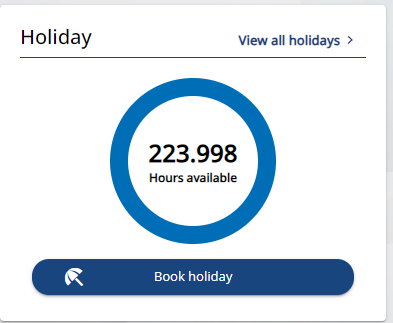 Holiday
View all holidays
223.998
Hours available
Book holiday